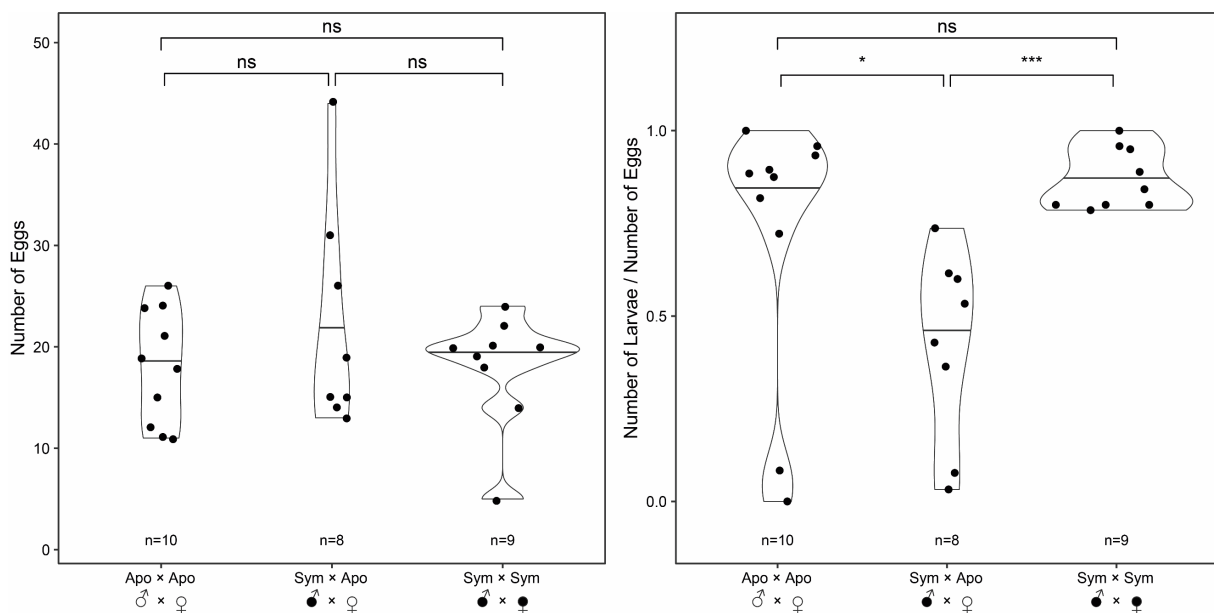 ns
ns
ns
50
40
30
20
10
0
Number of Eggs
n=10
n=8
n=9
Apo × Apo
Sym × Apo
Sym × Sym
♂ × ♀
♂ × ♀
♂ × ♀
ns
*
***
1.0
0.5
0.0
Number of Larvae / Number of Eggs
n=10
n=8
n=9
Apo × Apo
Sym × Apo
Sym × Sym
♂ × ♀
♂ × ♀
♂ × ♀